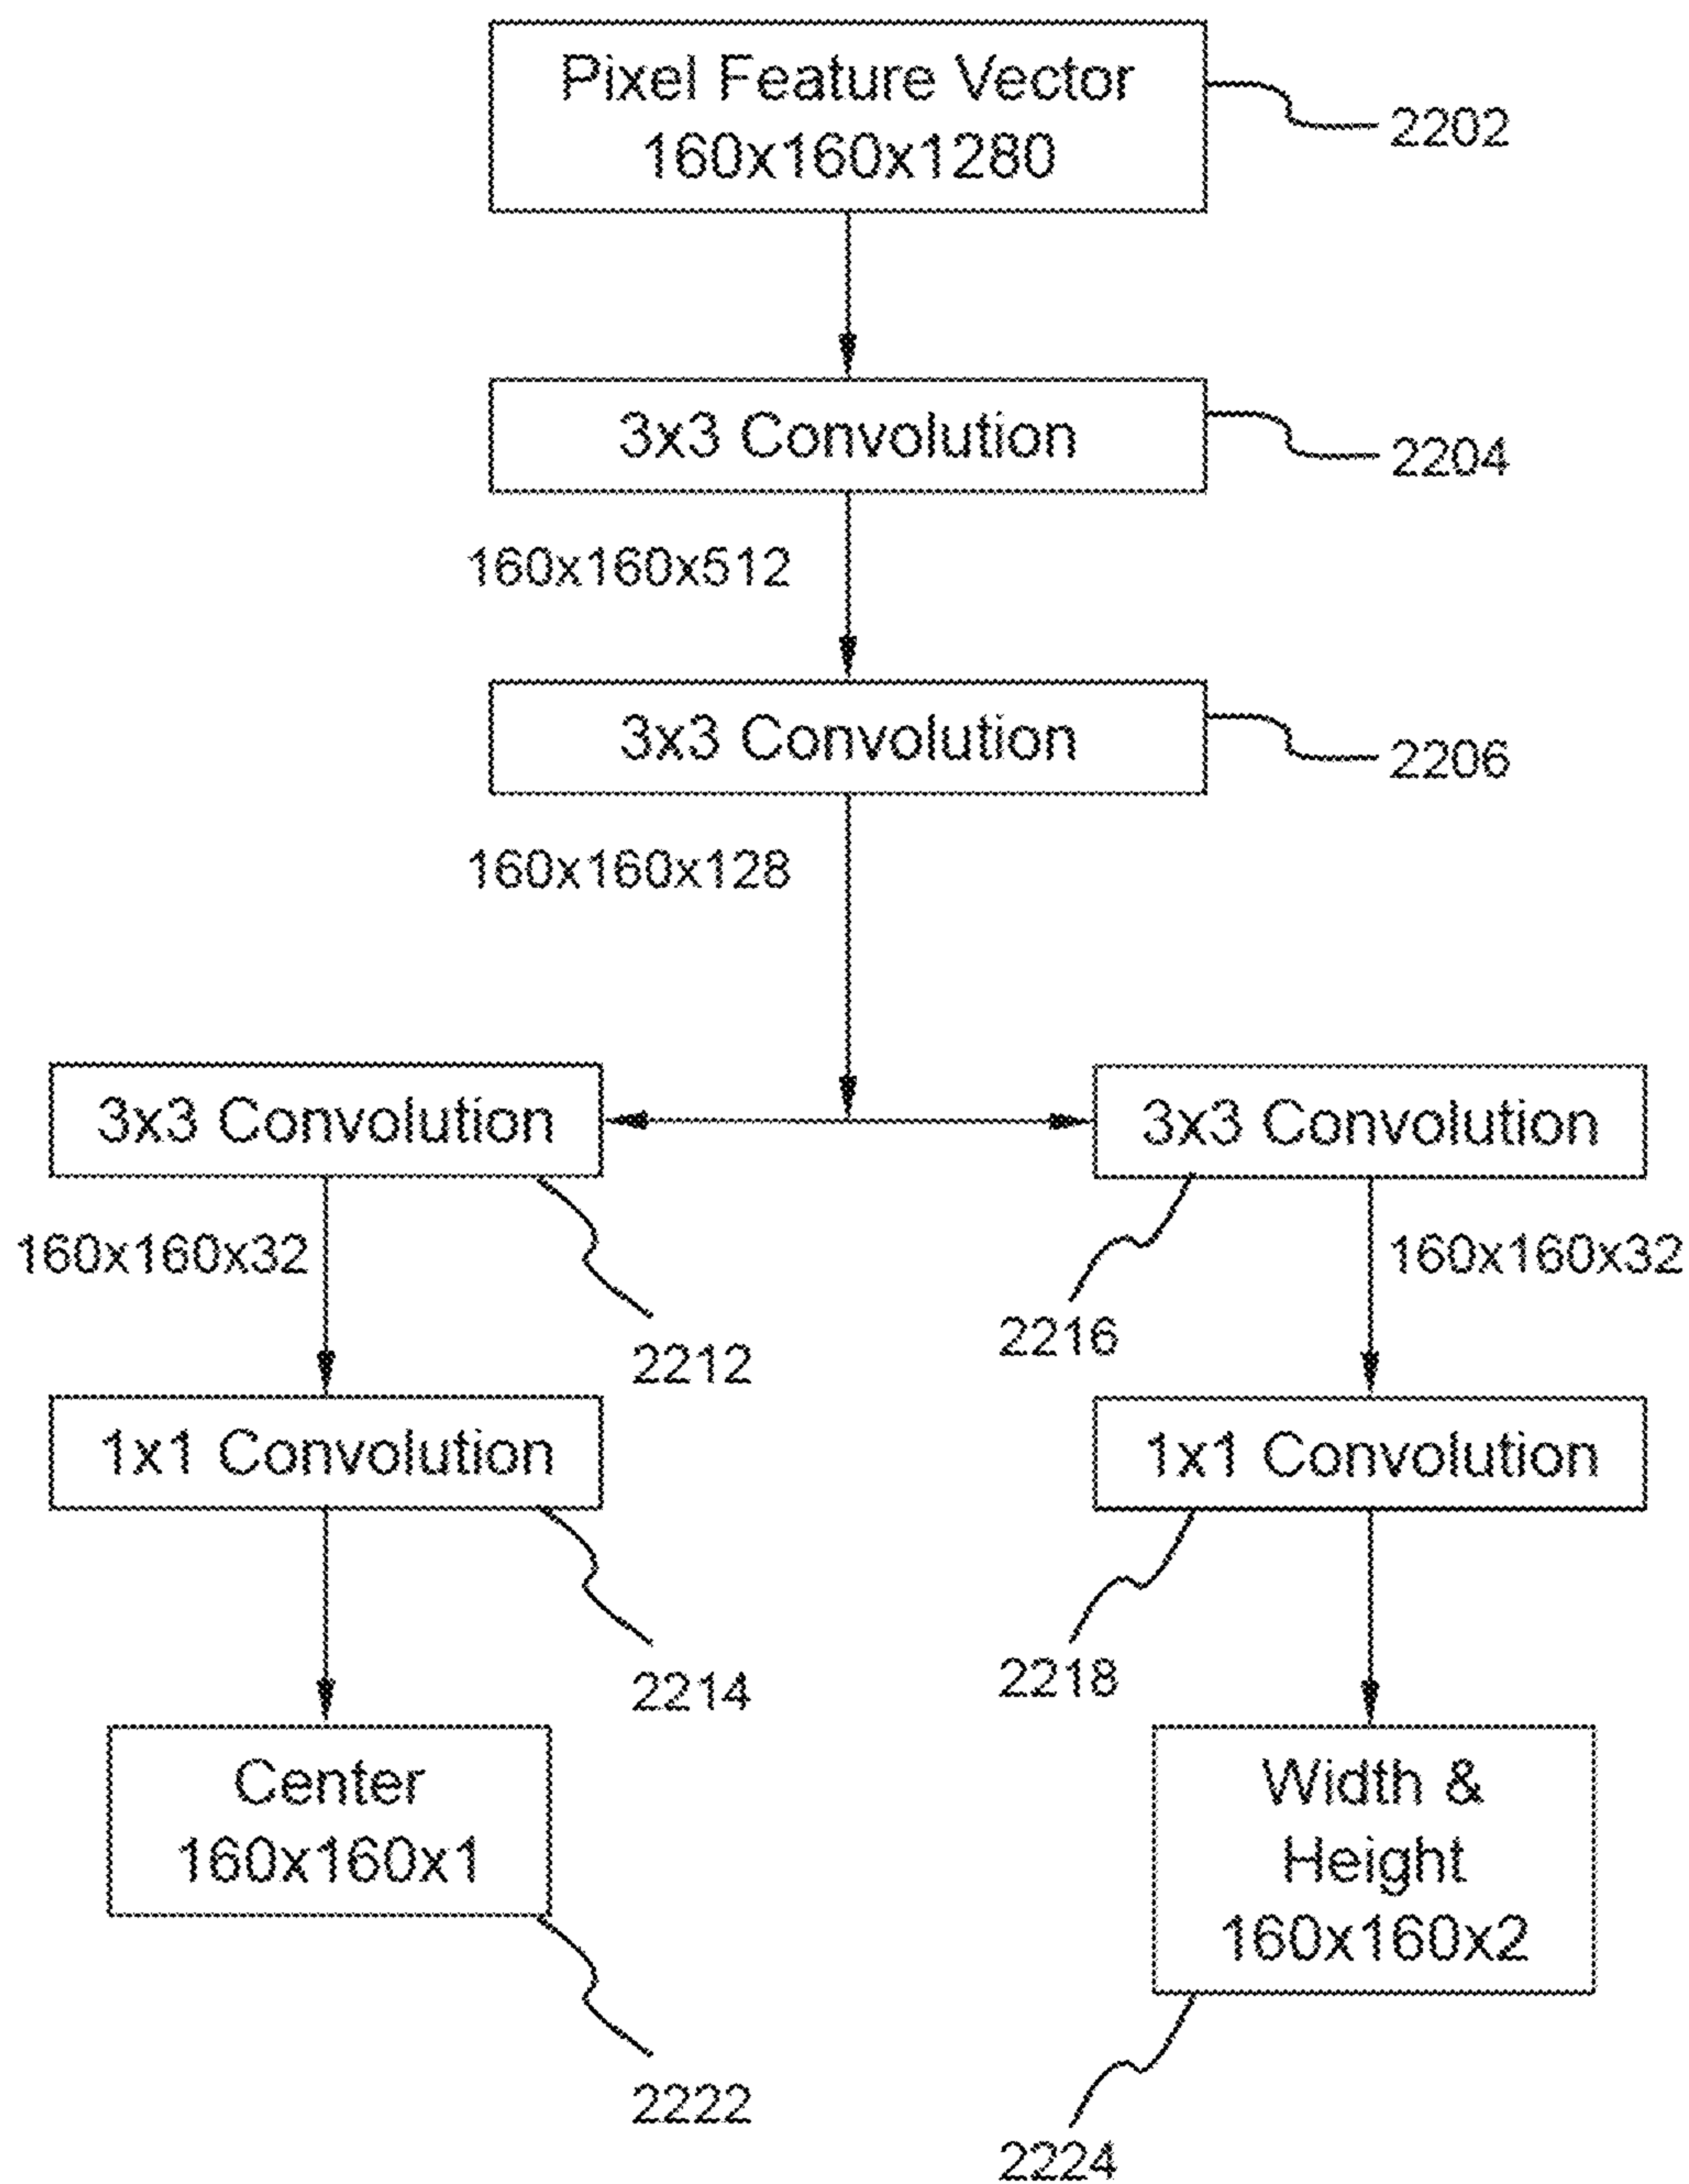 Pixel Feature Vector
160x160x1280
2202
3x3 Convolution
2204
160x160x512
3x3 Convolution
2206
160x160x128
3x3 Convolution
3x3 Convolution
160x160x32
160x160x32
2212
2216
1x1 Convolution
1x1 Convolution
2214
2218
Center
160x160x1
Width &
Height
160x160x2
2222
2224